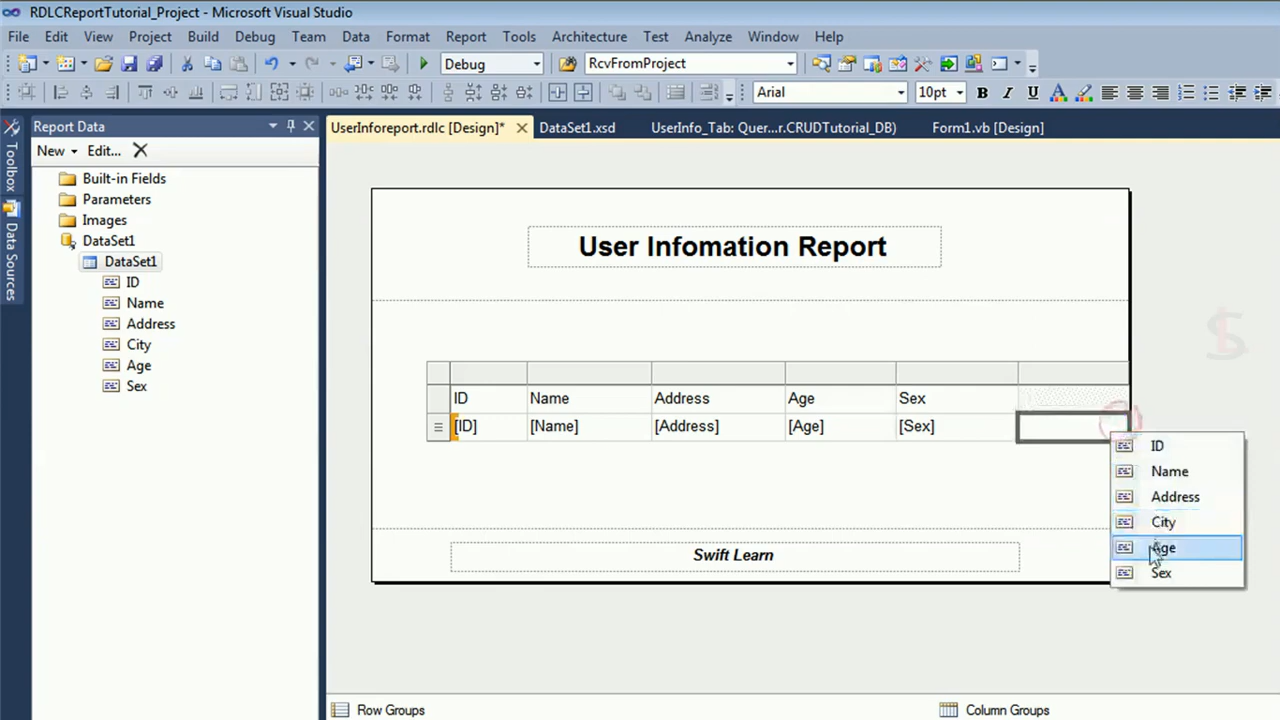 RDLCReportTutorial_Project - Microsoft Visual Studio
File Edit View Project Build Debug Team Data Format Report Tools Architecture Test Analyze Window Help
Debug RcvFromProject
Arial 10pt B I U A
Report Data
UserInforeport.rdlc [Design]* DataSet1.xsd UserInfo_Tab: Quer...r.CRUDTutorial_DB) Form1.vb [Design]
New Edit...
Toolbox
Data Sources
Built-in Fields
Parameters
Images
DataSet1
DataSet1
ID
Name
Address
City
Age
Sex
User Infomation Report
ID Name Address Age Sex
[ID] [Name] [Address] [Age] [Sex]
ID
Name
Address
City
Age
Sex
Swift Learn
Row Groups Column Groups